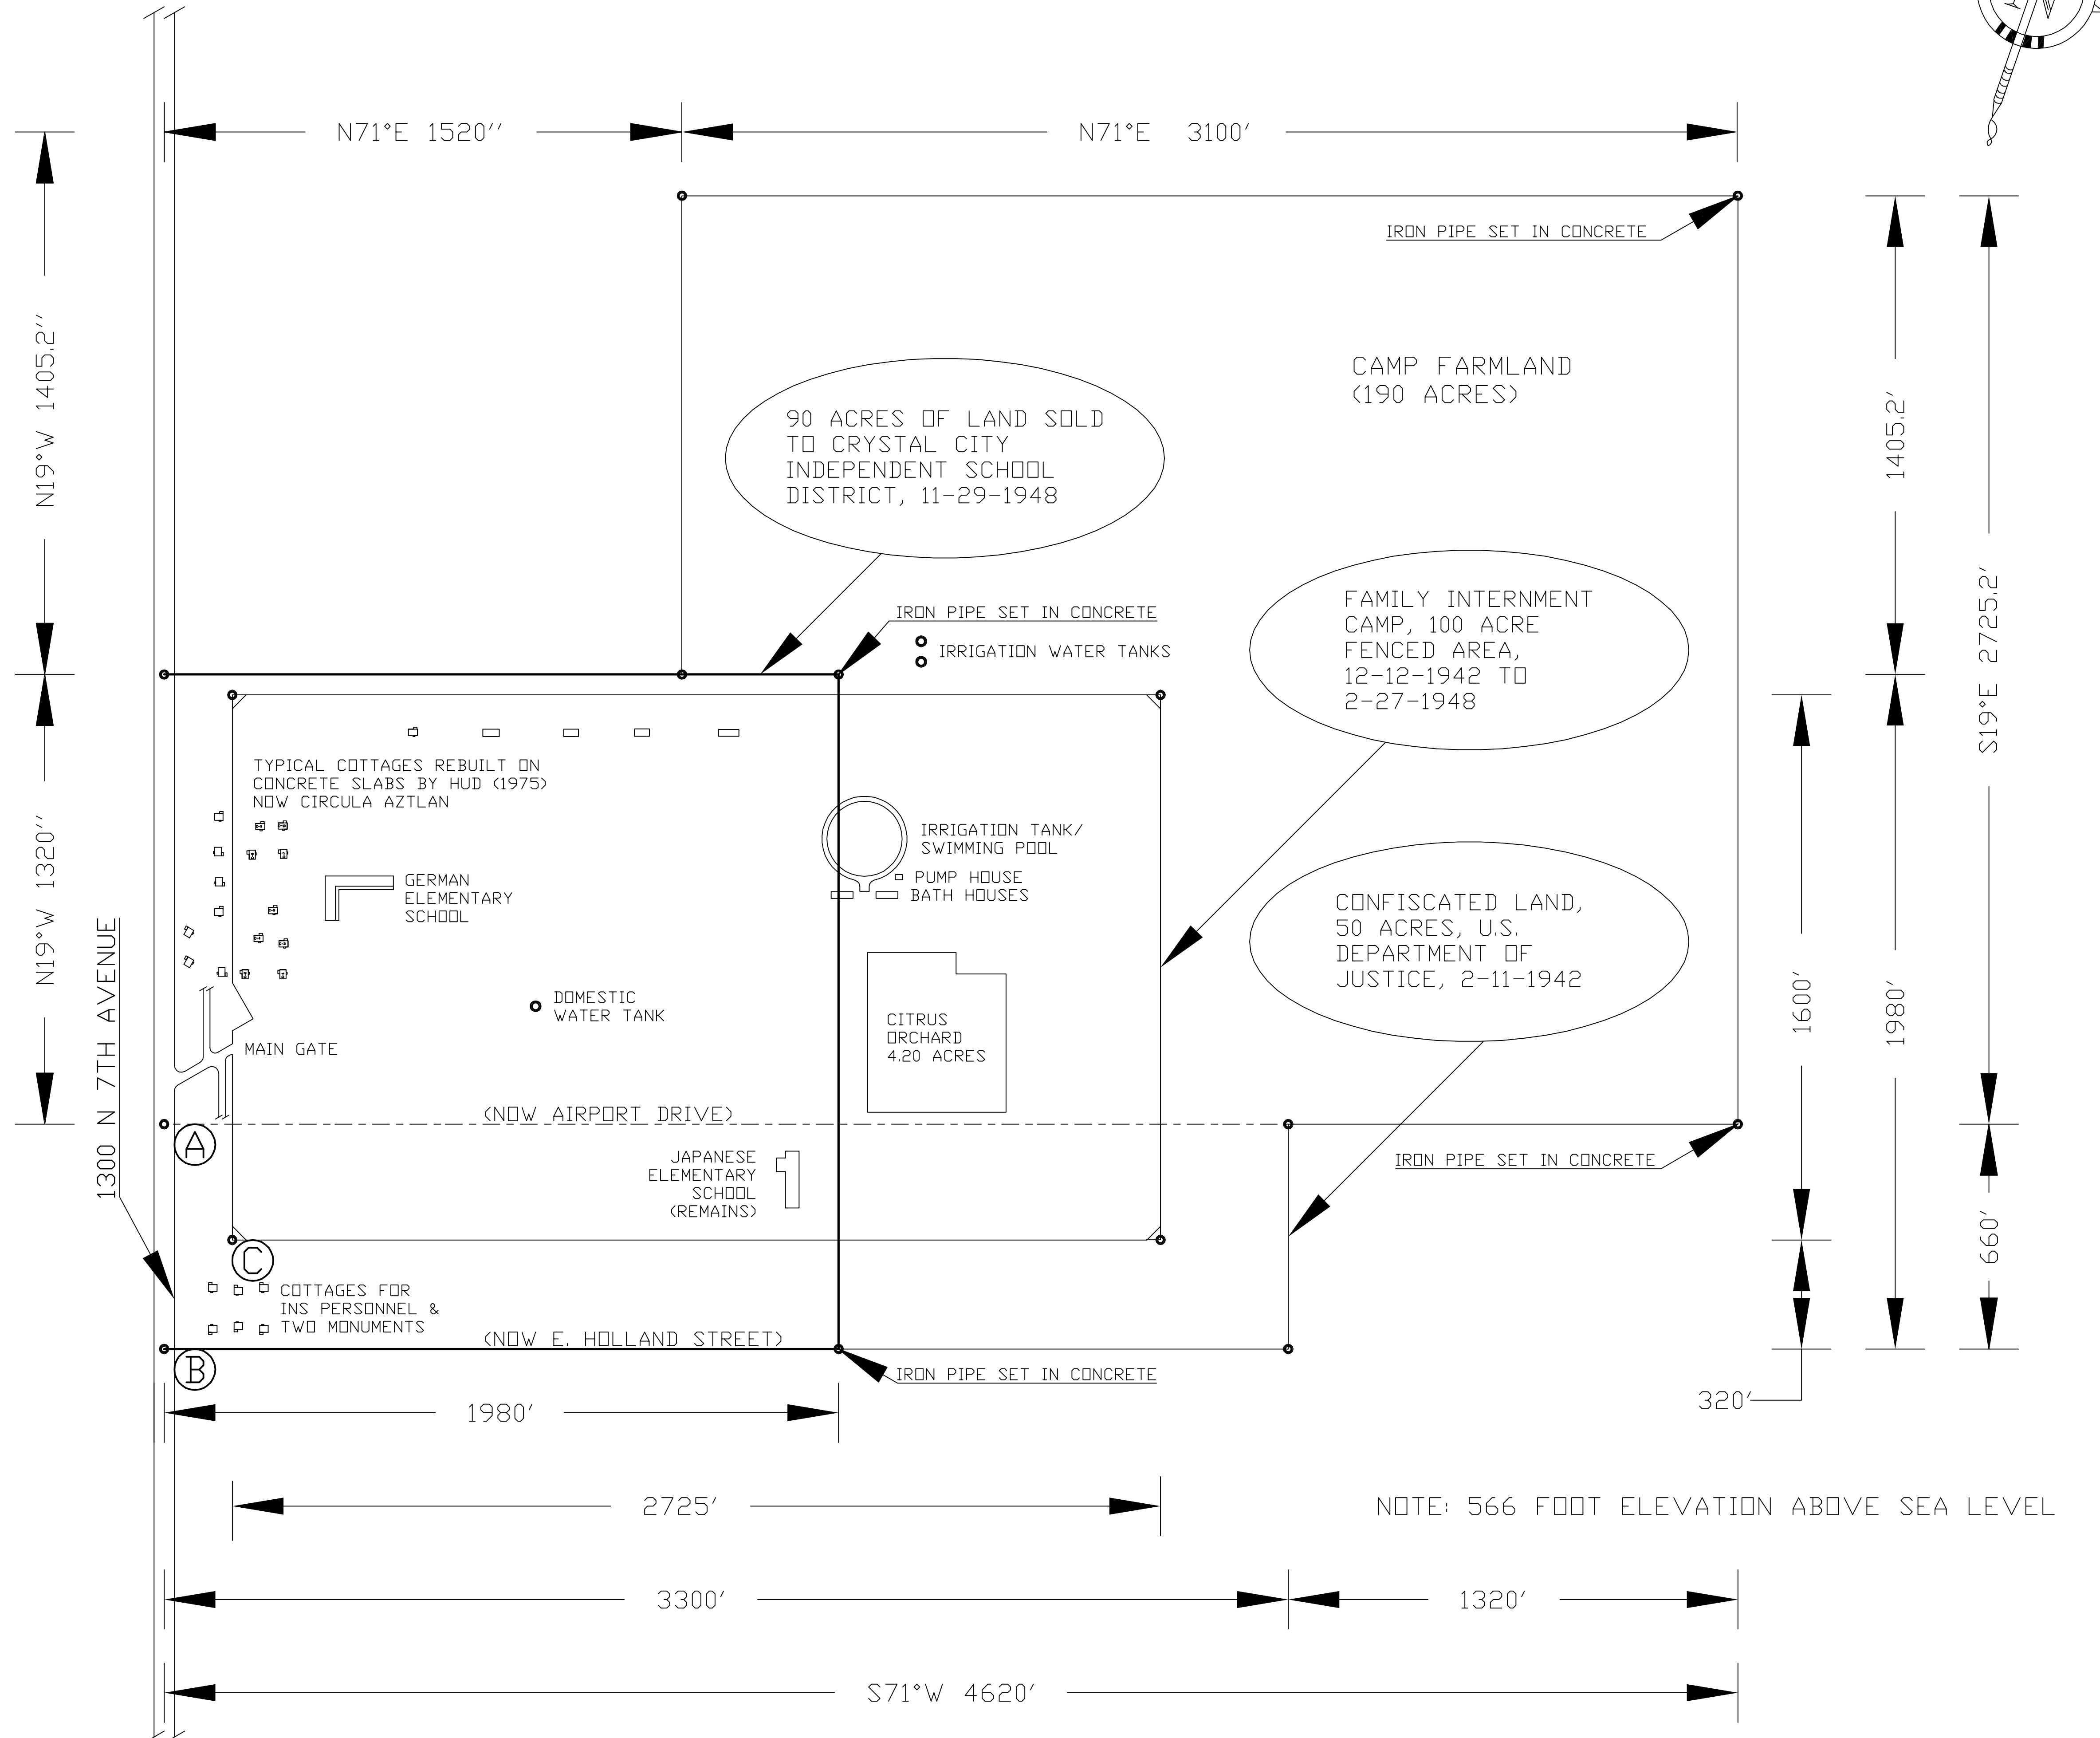 N71°E 1520''
N71°E 3100'
IRON PIPE SET IN CONCRETE
N19°W 1405.2''
CAMP FARMLAND
(190 ACRES)
1405.2'
90 ACRES OF LAND SOLD
TO CRYSTAL CITY
INDEPENDENT SCHOOL
DISTRICT, 11-29-1948
S19°E 2725.2'
IRON PIPE SET IN CONCRETE
IRRIGATION WATER TANKS
FAMILY INTERNMENT
CAMP, 100 ACRE
FENCED AREA,
12-12-1942 TO
2-27-1948
TYPICAL COTTAGES REBUILT ON
CONCRETE SLABS BY HUD (1975)
NOW CIRCULA AZTLAN
N19°W 1320''
IRRIGATION TANK/
SWIMMING POOL
PUMP HOUSE
BATH HOUSES
GERMAN
ELEMENTARY
SCHOOL
CONFISCATED LAND,
50 ACRES, U.S.
DEPARTMENT OF
JUSTICE, 2-11-1942
1300 N 7TH AVENUE
DOMESTIC
WATER TANK
CITRUS
ORCHARD
4.20 ACRES
1600'
1980'
MAIN GATE
(NOW AIRPORT DRIVE)
A
JAPANESE
ELEMENTARY
SCHOOL
(REMAINS)
IRON PIPE SET IN CONCRETE
660'
C
COTTAGES FOR
INS PERSONNEL &
TWO MONUMENTS
(NOW E. HOLLAND STREET)
B
IRON PIPE SET IN CONCRETE
320'
1980'
2725'
NOTE: 566 FOOT ELEVATION ABOVE SEA LEVEL
3300'
1320'
S71°W 4620'